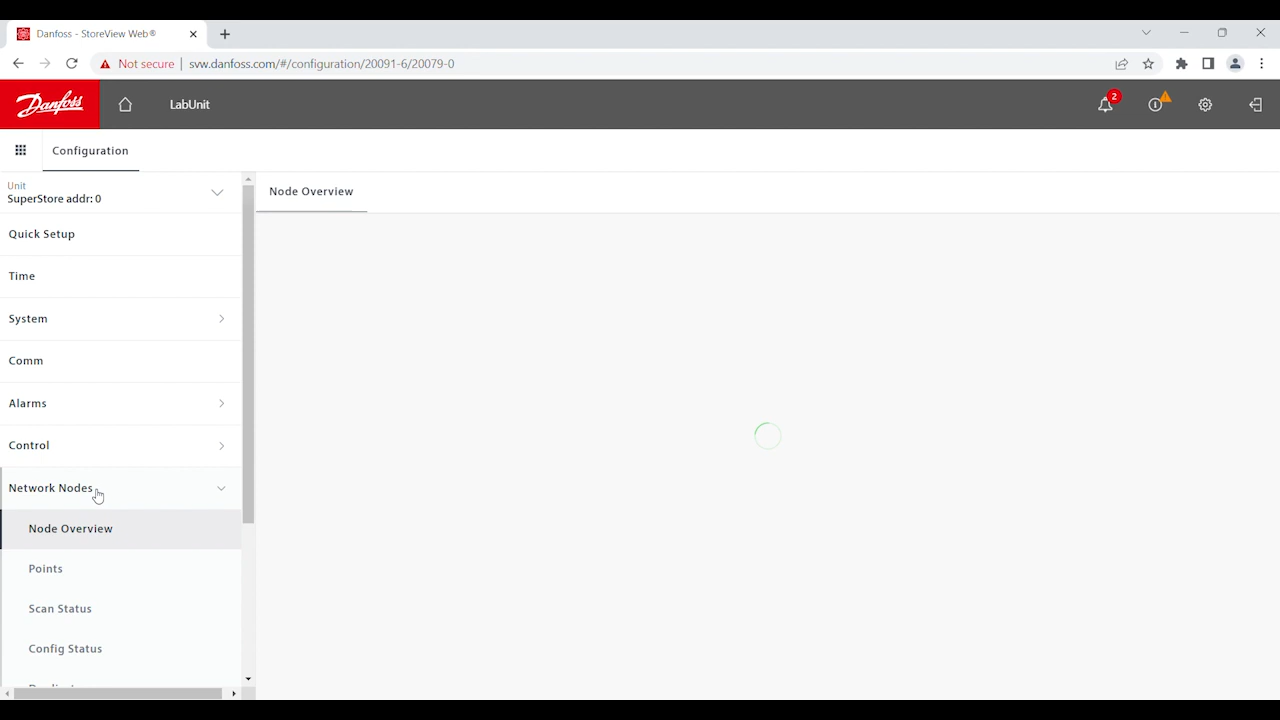 Danfoss - StoreView Web®
Not secure
svw.danfoss.com/#/configuration/20091-6/20079-0
Danfoss
LabUnit
2
Configuration
Unit
SuperStore addr: 0
Node Overview
Quick Setup
Time
System
Comm
Alarms
Control
Network Nodes
Node Overview
Points
Scan Status
Config Status